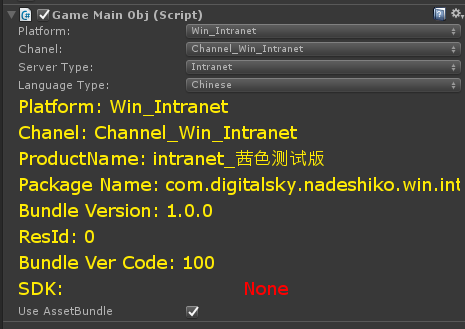 Game Main Obj (Script)
Platform: Win_Intranet
Chanel: Channel_Win_Intranet
Server Type: Intranet
Language Type: Chinese
Platform: Win_Intranet
Chanel: Channel_Win_Intranet
ProductName: intranet_茜色测试版
Package Name: com.digitalsky.nadeshiko.win.int
Bundle Version: 1.0.0
ResId: 0
Bundle Ver Code: 100
SDK: None
Use AssetBundle